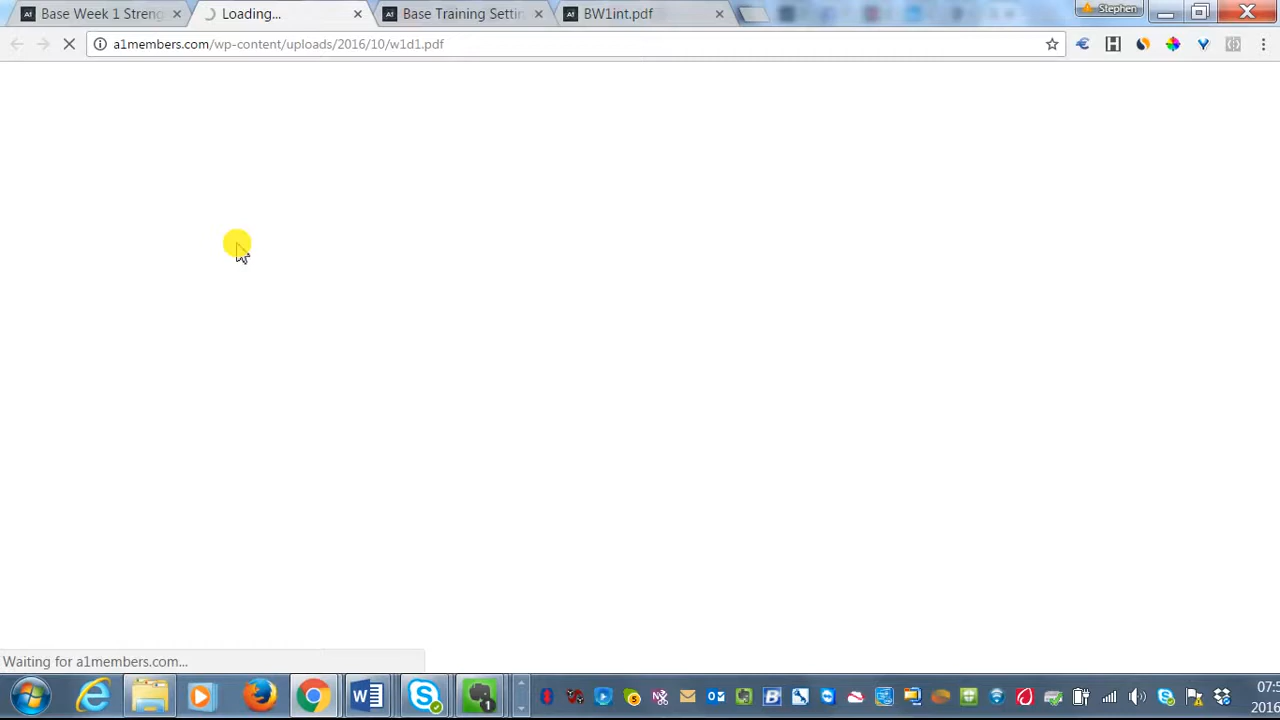 Base Week 1 Streng
Loading...
Base Training Settin
BW1int.pdf
Stephen
a1members.com/wp-content/uploads/2016/10/w1d1.pdf
Waiting for a1members.com...
07:5
2016